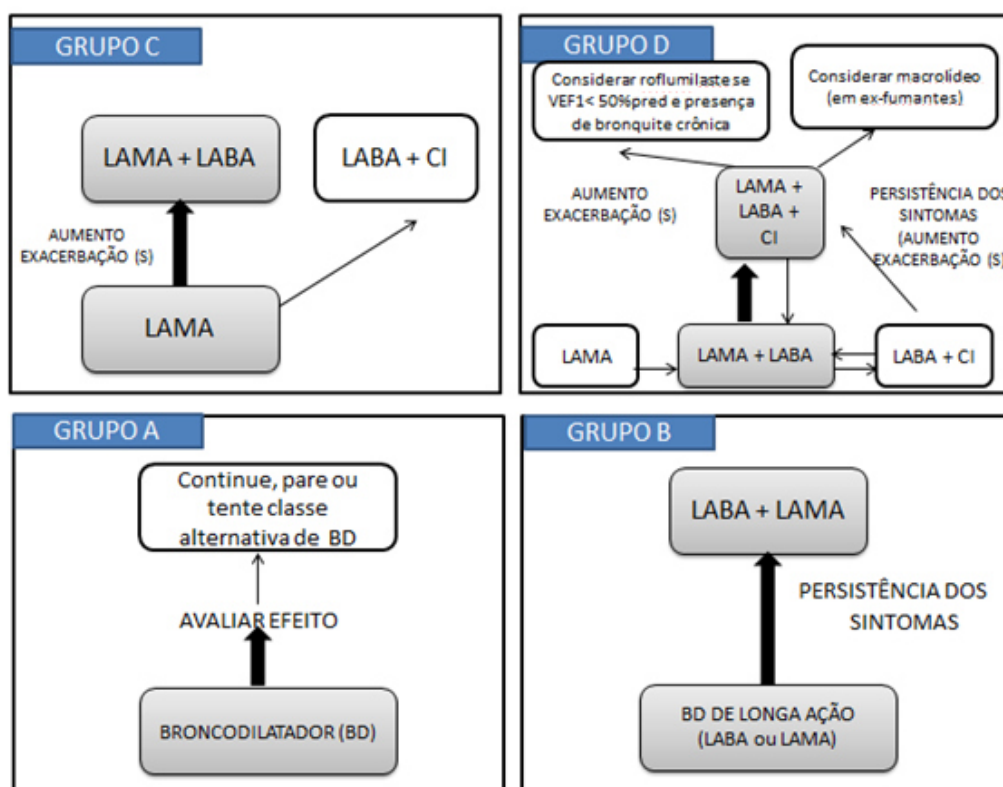 GRUPO C
LAMA + LABA
LABA + CI
AUMENTO
EXACERBAÇÃO (S)
LAMA
GRUPO D
Considerar roflumilaste se
VEF1< 50%pred e presença
de bronquite crônica
Considerar macrolídeo
(em ex-fumantes)
AUMENTO
EXACERBAÇÃO (S)
LAMA +
LABA +
CI
PERSISTÊNCIA DOS
SINTOMAS
(AUMENTO
EXACERBAÇÃO (S)
LAMA
LAMA + LABA
LABA + CI
GRUPO A
Continue, pare ou
tente classe
alternativa de BD
AVALIAR EFEITO
BRONCODILATADOR (BD)
GRUPO B
LABA + LAMA
PERSISTÊNCIA DOS
SINTOMAS
BD DE LONGA AÇÃO
(LABA ou LAMA)